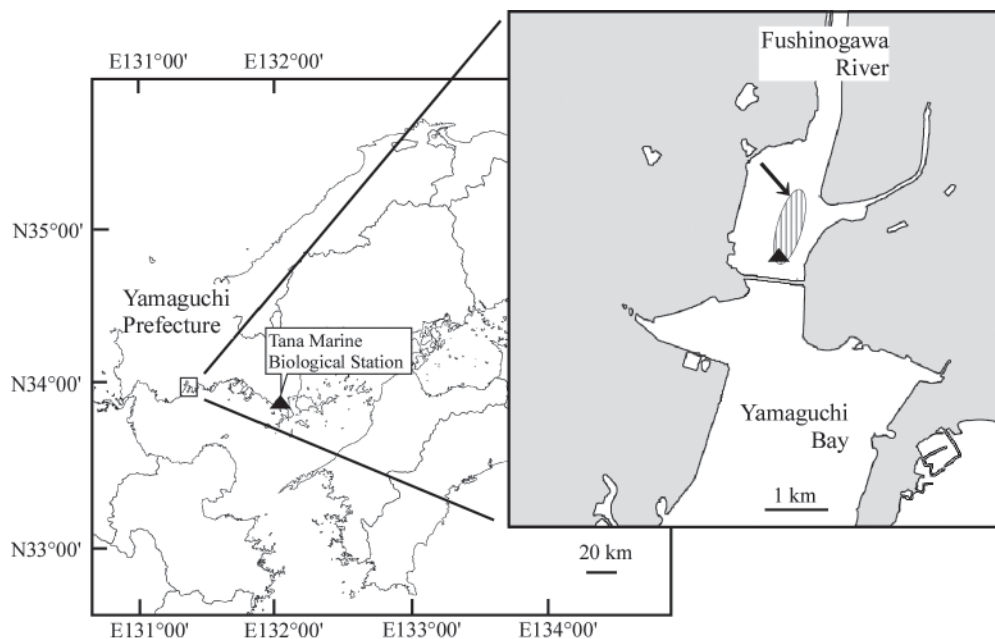 E131°00'
E132°00'
Fushinogawa
River
N35°00'
Yamaguchi
Prefecture
Tana Marine
Biological Station
N34°00'
Yamaguchi
Bay
1 km
N33°00'
20 km
E131°00'
E132°00'
E133°00'
E134°00'